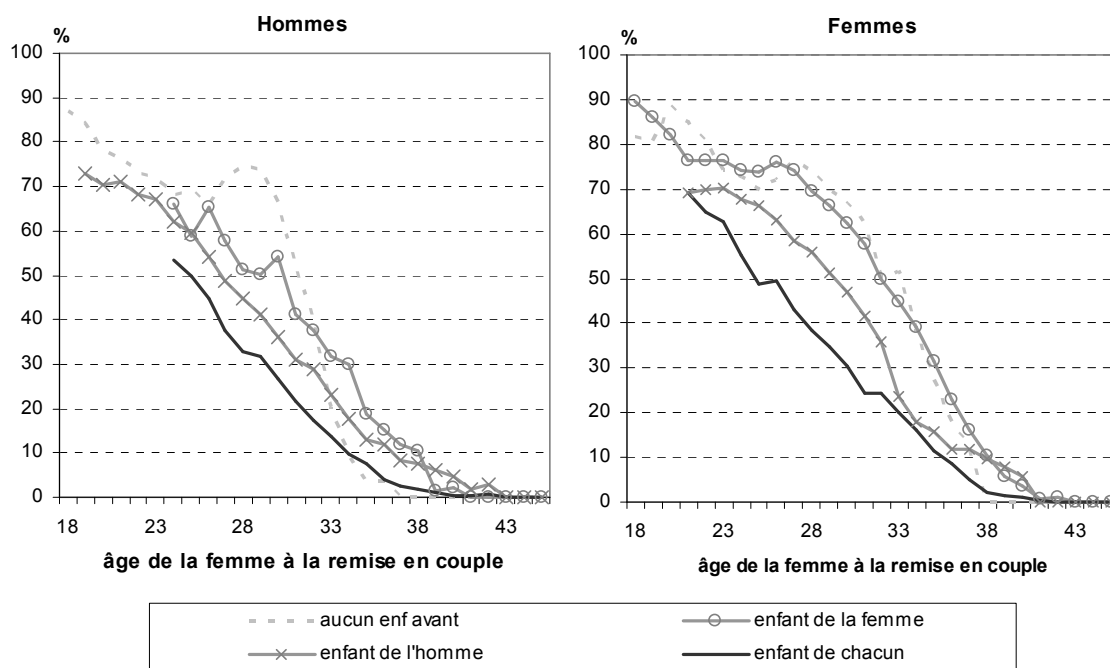 Hommes
%
100
90
80
70
60
50
40
30
20
10
0
18 23 28 33 38 43
âge de la femme à la remise en couple
Femmes
%
100
90
80
70
60
50
40
30
20
10
0
18 23 28 33 38 43
âge de la femme à la remise en couple
aucun enf avant
enfant de la femme
enfant de l'homme
enfant de chacun